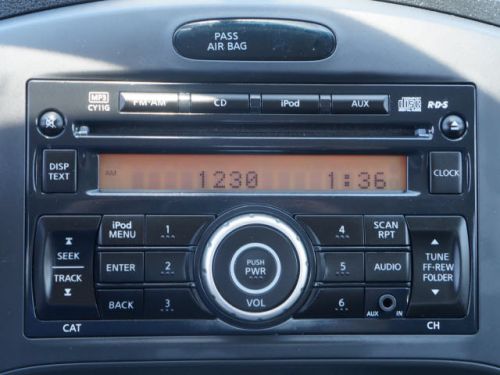 PASS
AIR BAG
MP3
CY11G
FM·AM
CD
iPod
AUX
R·D·S
DISP
TEXT
AM
1230
1:36
CLOCK
iPod
MENU
1
4
SCAN
RPT
SEEK
TRACK
ENTER
2
PUSH
PWR
VOL
5
AUDIO
TUNE
FF·REW
FOLDER
BACK
3
6
AUX IN
CAT
CH